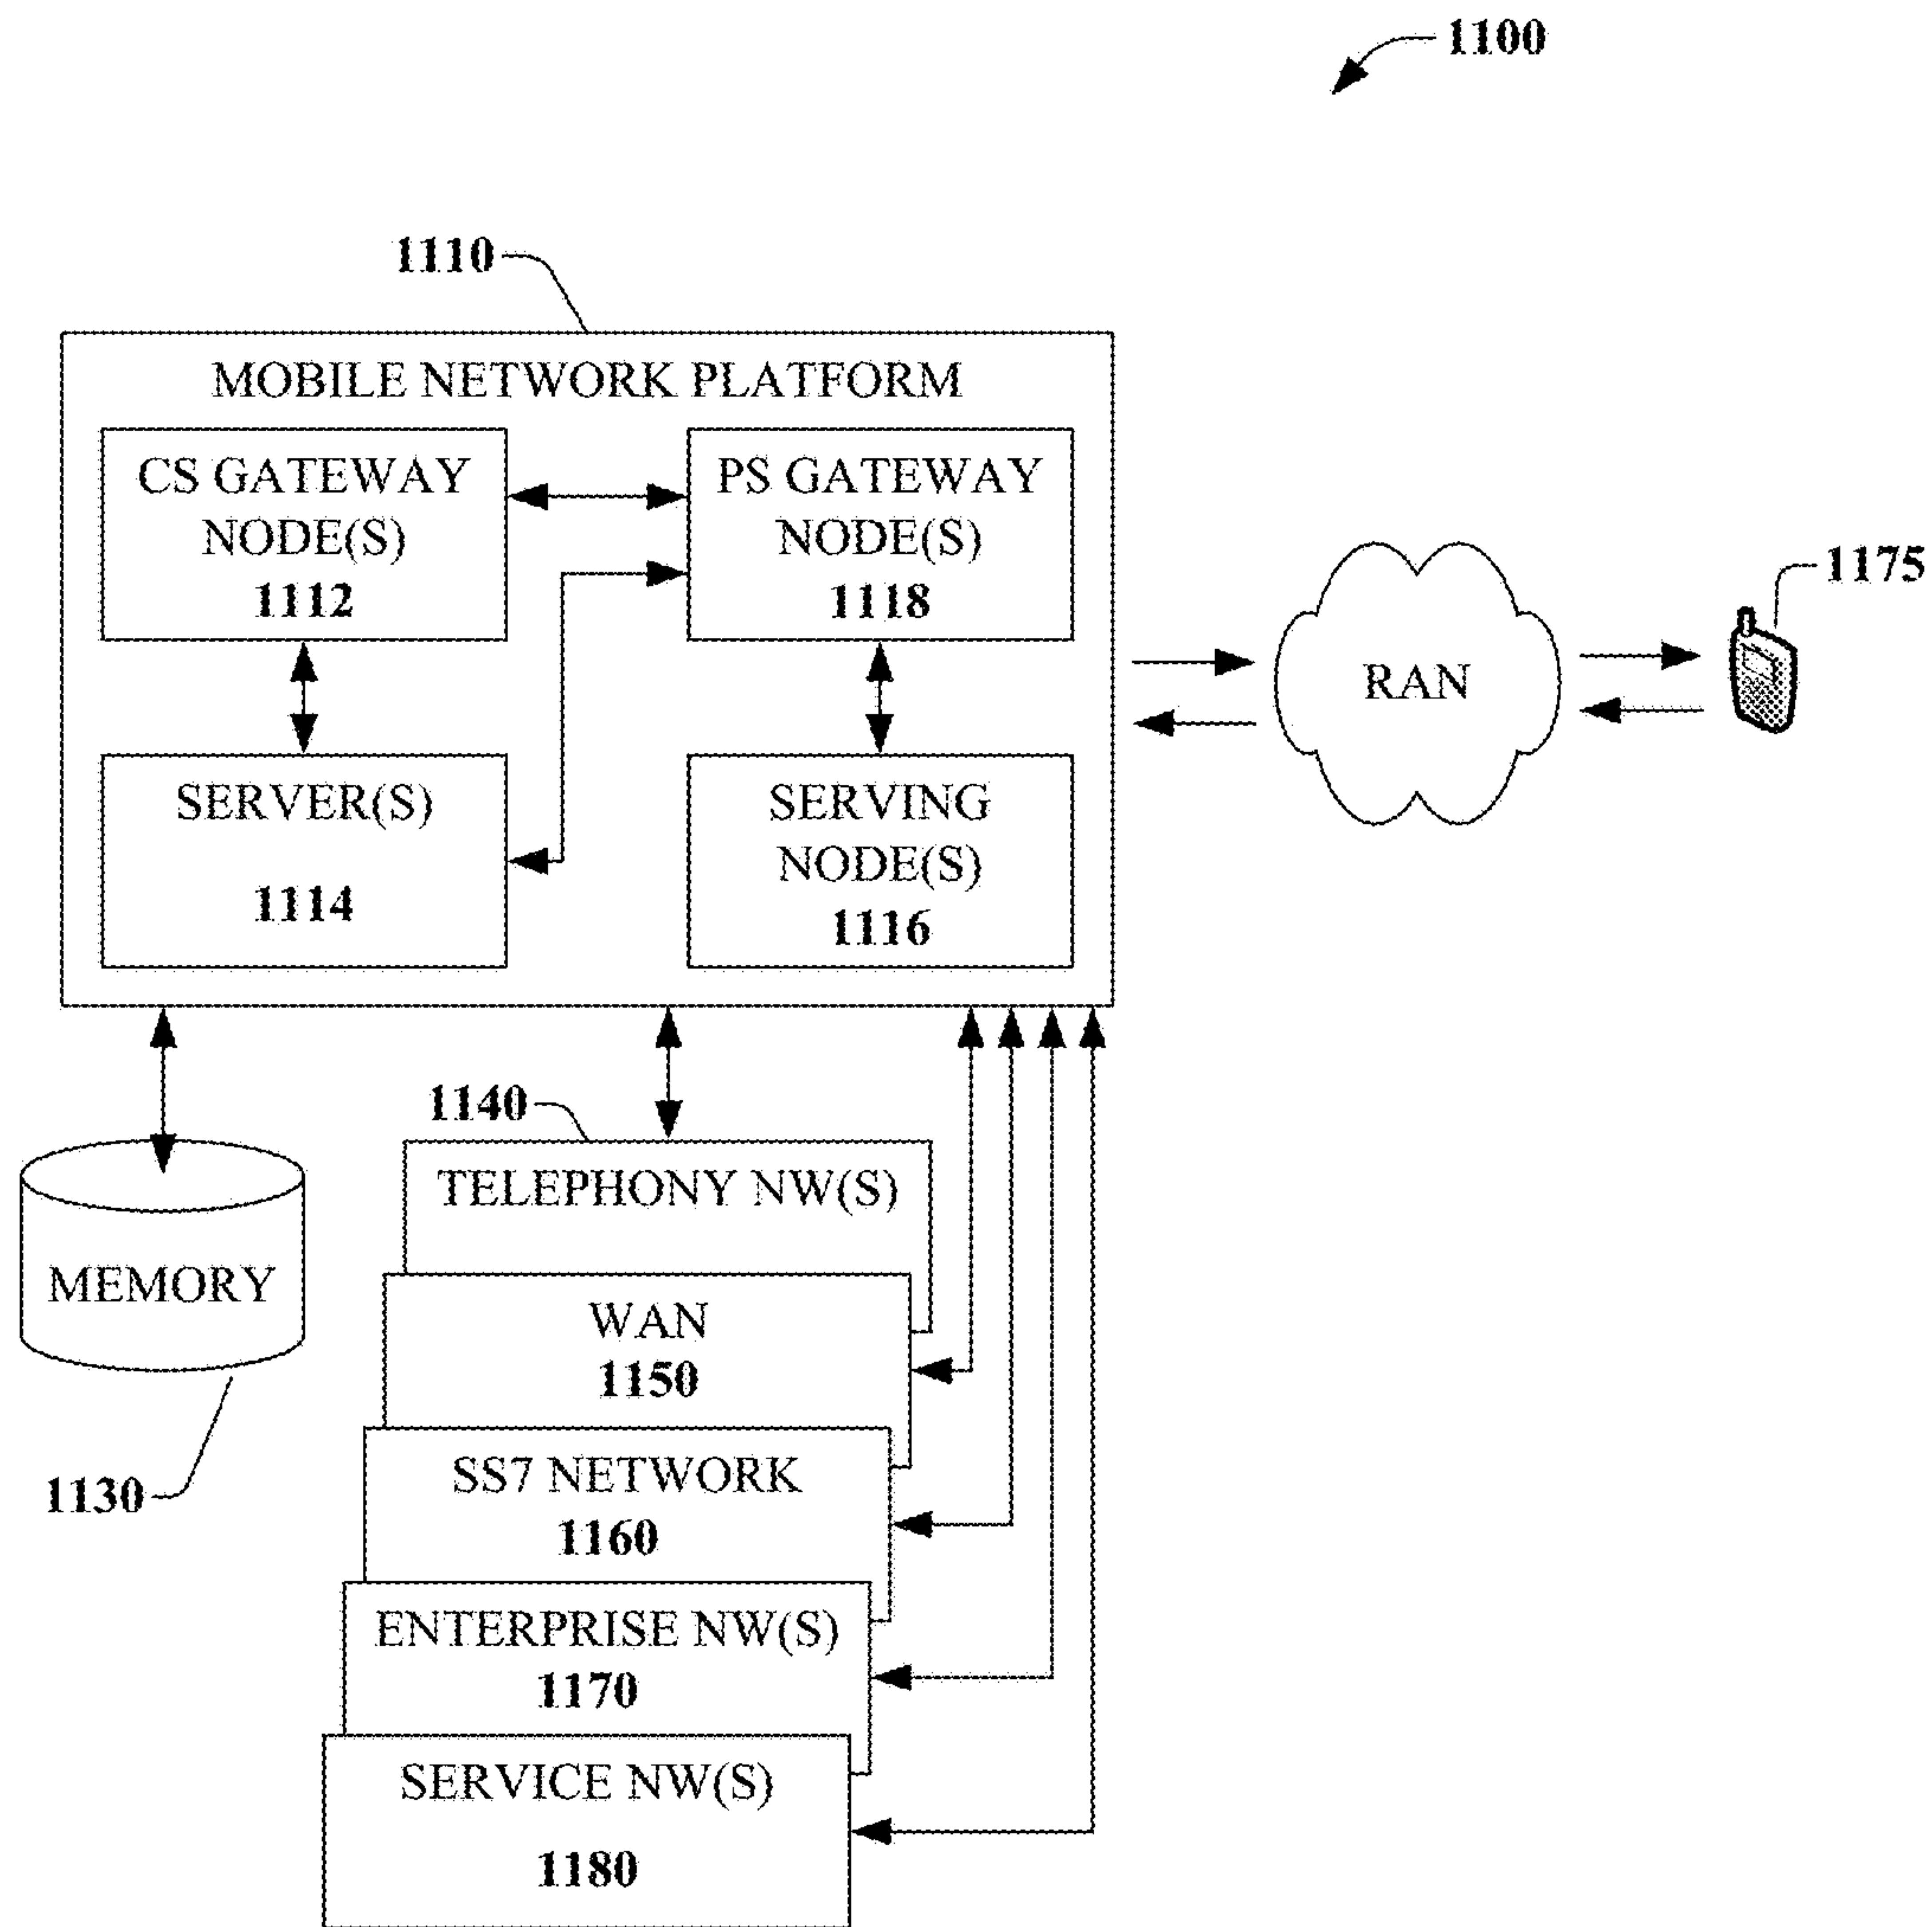 1100
1110
MOBILE NETWORK PLATFORM
CS GATEWAY
NODE(S)
1112
PS GATEWAY
NODE(S)
1118
SERVER(S)
1114
SERVING
NODE(S)
1116
RAN
1175
1140
TELEPHONY NW(S)
MEMORY
1130
WAN
1150
SS7 NETWORK
1160
ENTERPRISE NW(S)
1170
SERVICE NW(S)
1180